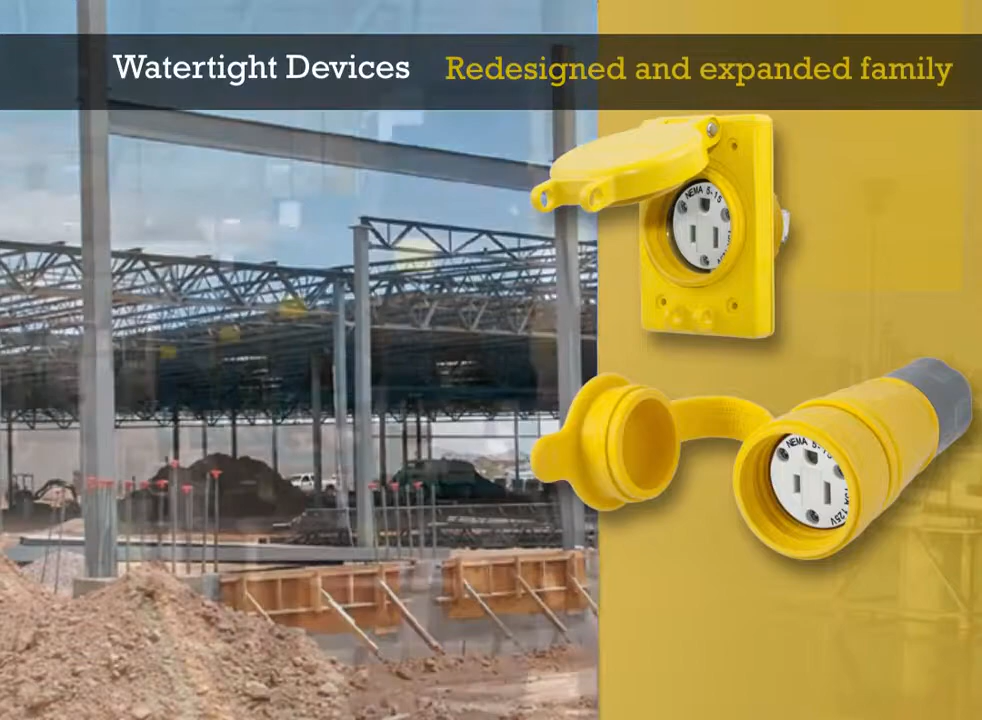 Watertight Devices Redesigned and expanded family
NEMA 5-15
NEMA 5-15
125V